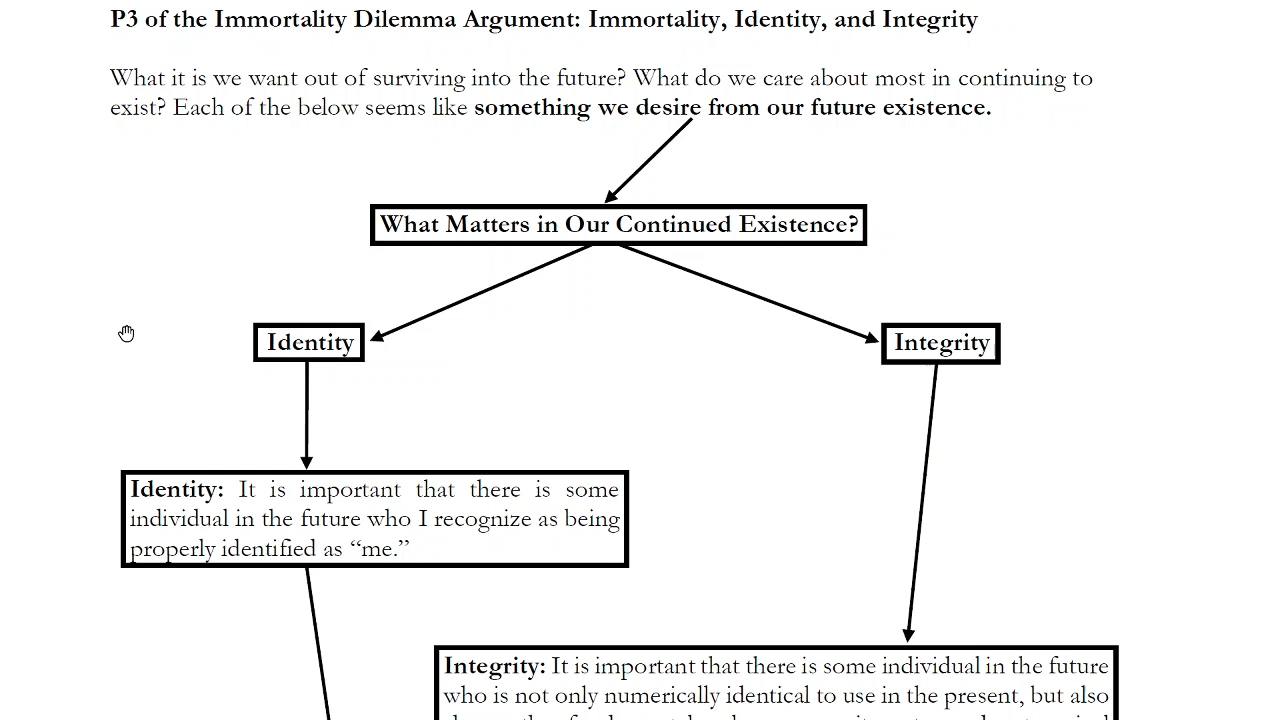 P3 of the Immortality Dilemma Argument: Immortality, Identity, and Integrity
What it is we want out of surviving into the future? What do we care about most in continuing to
exist? Each of the below seems like something we desire from our future existence.
What Matters in Our Continued Existence?
Identity
Integrity
Identity: It is important that there is some
individual in the future who I recognize as being
properly identified as “me.”
Integrity: It is important that there is some individual in the future
who is not only numerically identical to use in the present, but also